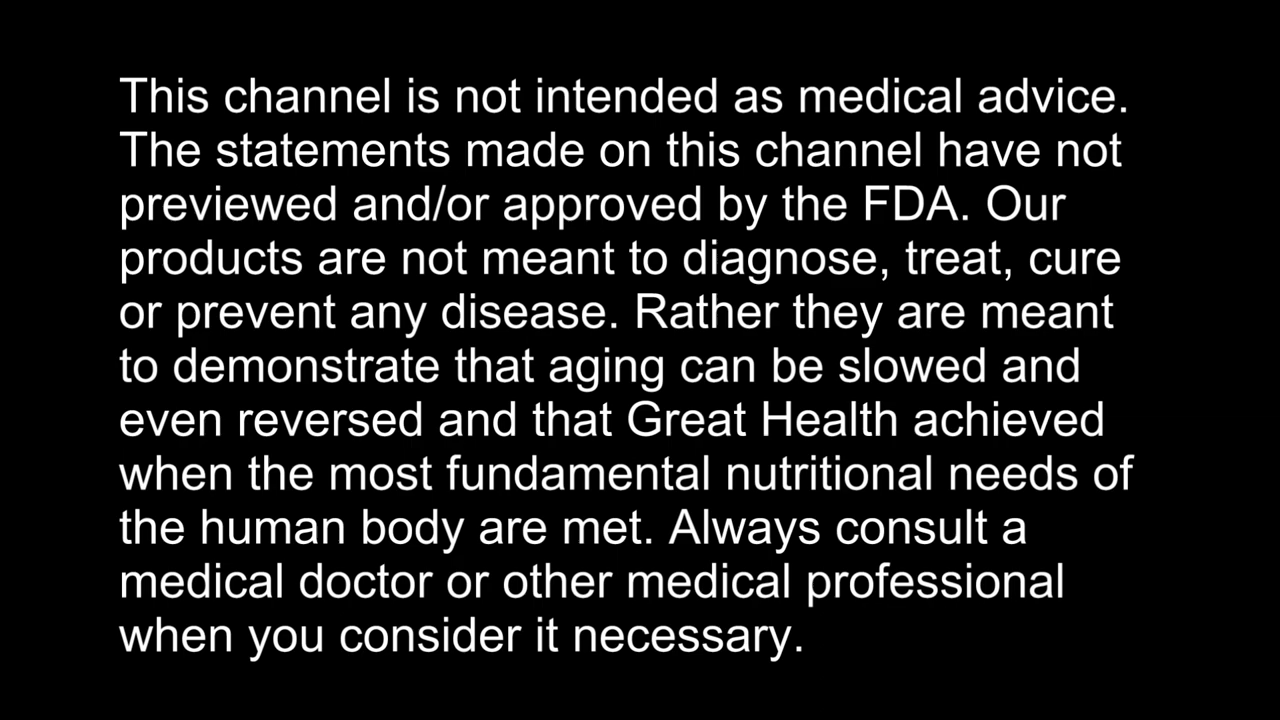 This channel is not intended as medical advice.
The statements made on this channel have not
previewed and/or approved by the FDA. Our
products are not meant to diagnose, treat, cure
or prevent any disease. Rather they are meant
to demonstrate that aging can be slowed and
even reversed and that Great Health achieved
when the most fundamental nutritional needs of
the human body are met. Always consult a
medical doctor or other medical professional
when you consider it necessary.